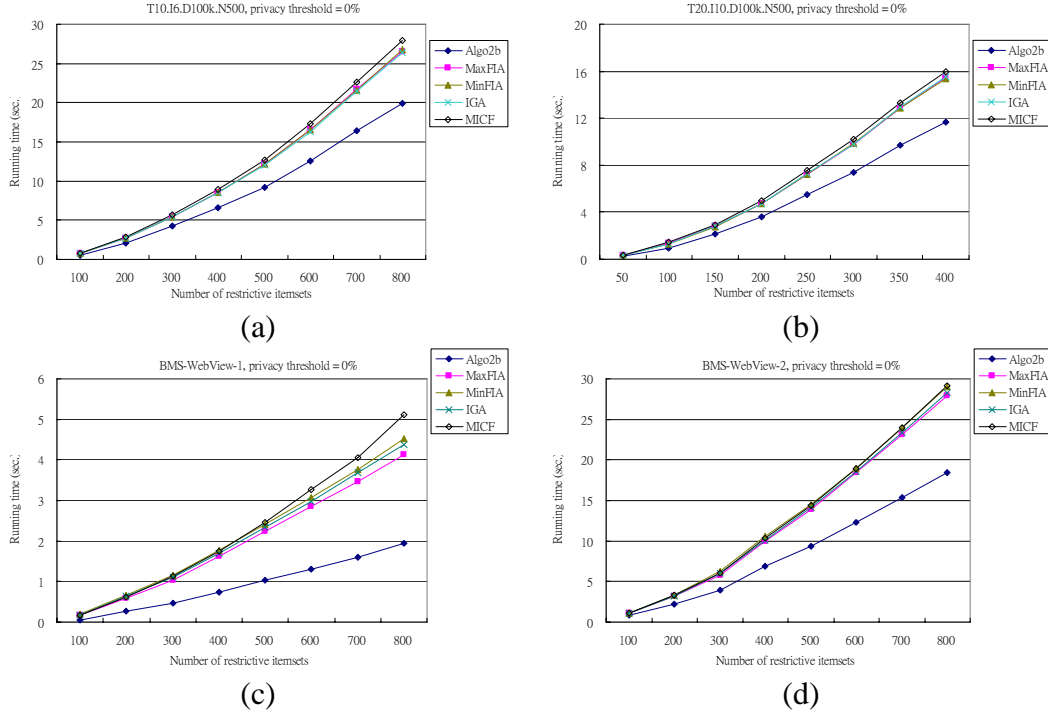 T10.I6.D100k.N500, privacy threshold = 0%
30
25
20
15
10
5
0
Running time (sec.)
100 200 300 400 500 600 700 800
Number of restrictive itemsets
Algo2b
MaxFIA
MinFIA
IGA
MICF
(a)
T20.I10.D100k.N500, privacy threshold = 0%
20
16
12
8
4
0
Running time (sec.)
50 100 150 200 250 300 350 400
Number of restrictive itemsets
Algo2b
MaxFIA
MinFIA
IGA
MICF
(b)
BMS-WebView-1, privacy threshold = 0%
6
5
4
3
2
1
0
Running time (sec.)
100 200 300 400 500 600 700 800
Number of restrictive itemsets
Algo2b
MaxFIA
MinFIA
IGA
MICF
(c)
BMS-WebView-2, privacy threshold = 0%
30
25
20
15
10
5
0
Running time (sec.)
100 200 300 400 500 600 700 800
Number of restrictive itemsets
Algo2b
MaxFIA
MinFIA
IGA
MICF
(d)